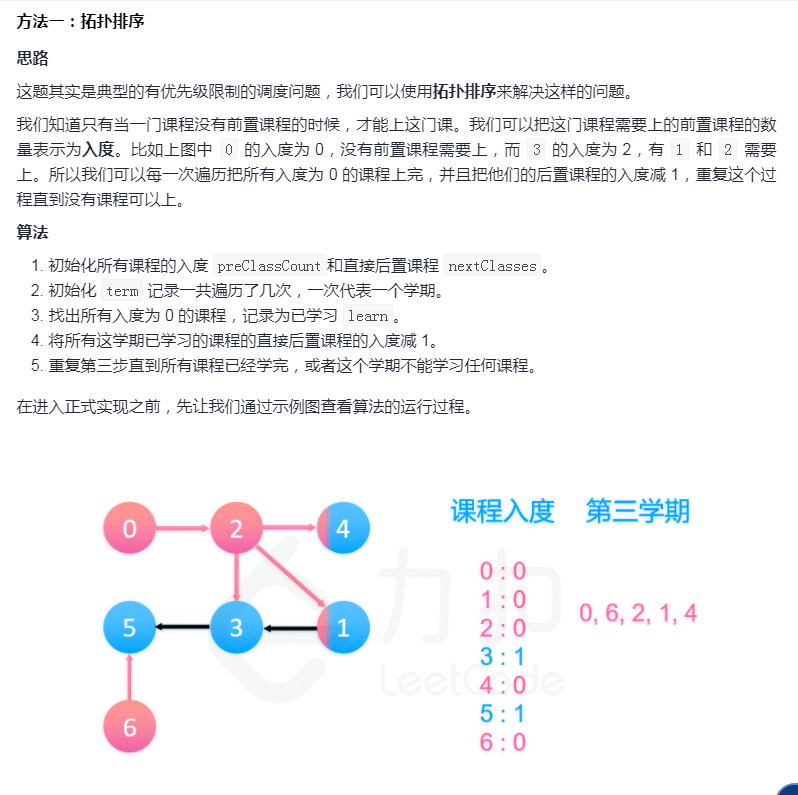 方法一：拓扑排序
思路
这题其实是典型的有优先级限制的调度问题，我们可以使用拓扑排序来解决这样的问题。
我们知道只有当一门课程没有前置课程的时候，才能上这门课。我们可以把这门课程需要上的前置课程的数
量表示为入度。比如上图中 0 的入度为 0，没有前置课程需要上，而 3 的入度为 2，有 1 和 2 需要
上。所以我们可以每一次遍历把所有入度为 0 的课程上完，并且把他们的后置课程的入度减 1，重复这个过
程直到没有课程可以上。
算法
1. 初始化所有课程的入度 preClassCount 和直接后置课程 nextClasses 。
2. 初始化 term 记录一共遍历了几次，一次代表一个学期。
3. 找出所有入度为 0 的课程，记录为已学习 learn 。
4. 将所有这学期已学习的课程的直接后置课程的入度减 1。
5. 重复第三步直到所有课程已经学完，或者这个学期不能学习任何课程。
在进入正式实现之前，先让我们通过示例图查看算法的运行过程。
课程入度 第三学期
0 2 4
5 3 1
6
0 : 0
1 : 0
2 : 0
3 : 1
4 : 0
5 : 1
6 : 0
0, 6, 2, 1, 4
力扣
LeetCode